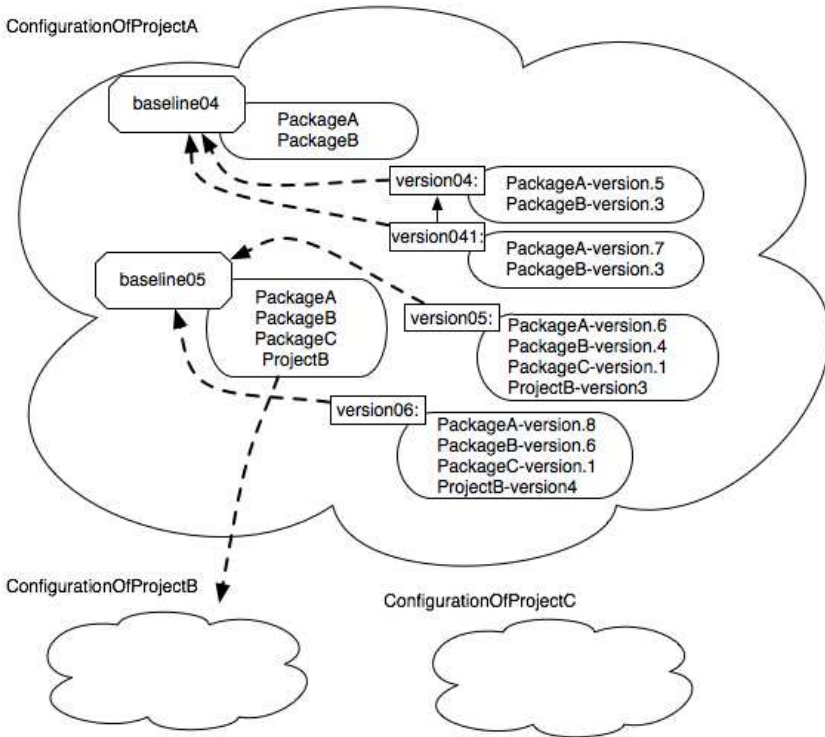 ConfigurationOfProjectA
baseline04
PackageA
PackageB
version04:
PackageA-version.5
PackageB-version.3
version041:
PackageA-version.7
PackageB-version.3
baseline05
PackageA
PackageB
PackageC
ProjectB
version05:
PackageA-version.6
PackageB-version.4
PackageC-version.1
ProjectB-version3
version06:
PackageA-version.8
PackageB-version.6
PackageC-version.1
ProjectB-version4
ConfigurationOfProjectB
ConfigurationOfProjectC